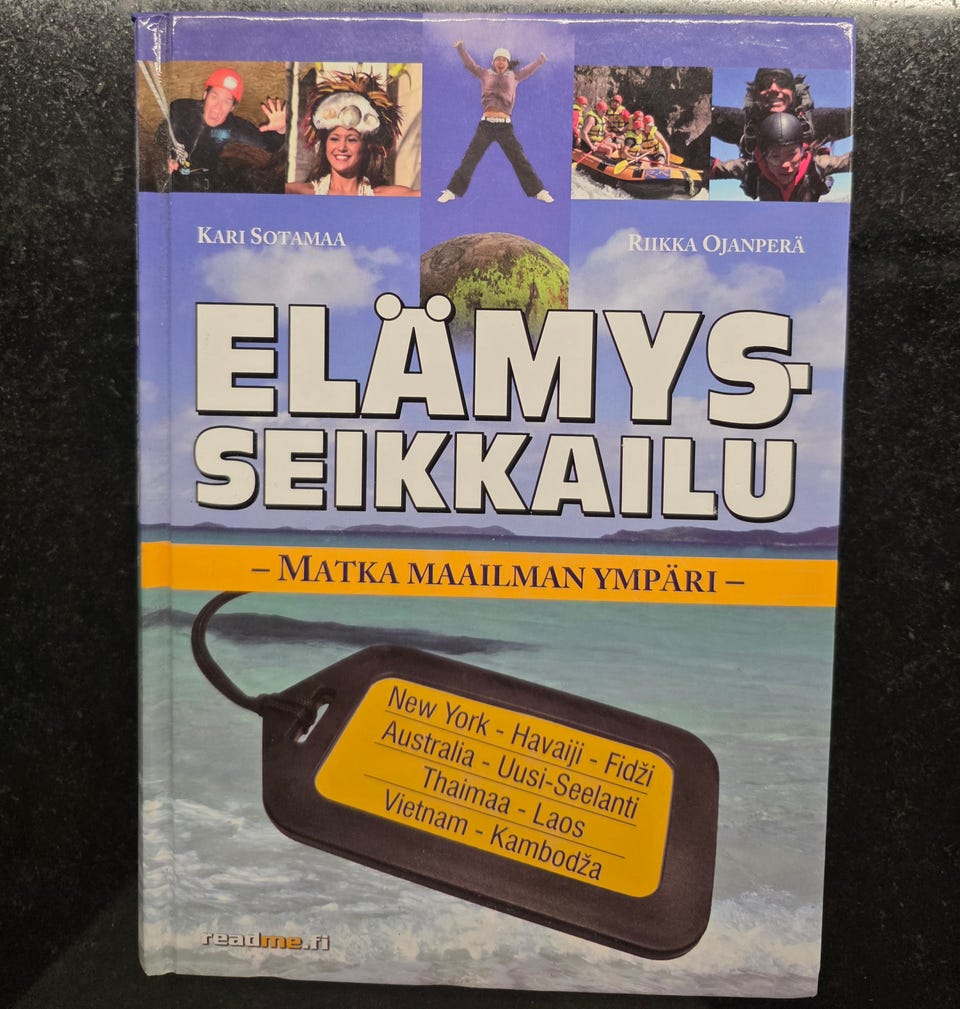 KARI SOTAMAA
RIIKKA OJANPERÄ
ELÄMYS-
SEIKKAILU
– MATKA MAAILMAN YMPÄRI –
New York - Havaiji - Fidži
Australia - Uusi-Seelanti
Thaimaa - Laos
Vietnam - Kambodža
readme.fi